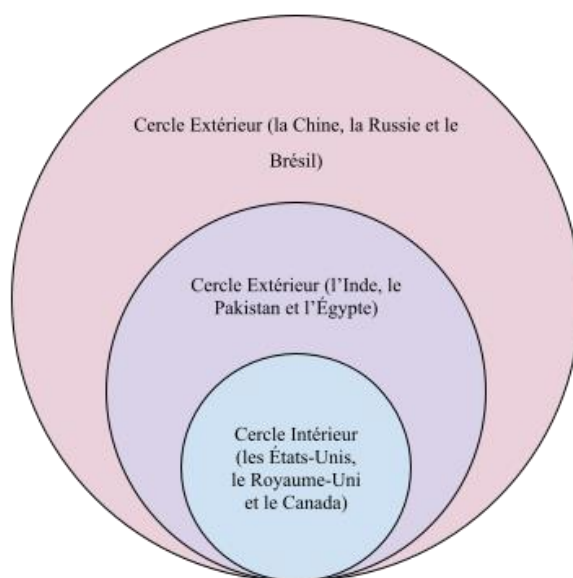 Cercle Extérieur (la Chine, la Russie et le
Brésil)
Cercle Extérieur (l'Inde, le
Pakistan et l'Égypte)
Cercle Intérieur
(les États-Unis,
le Royaume-Uni
et le Canada)